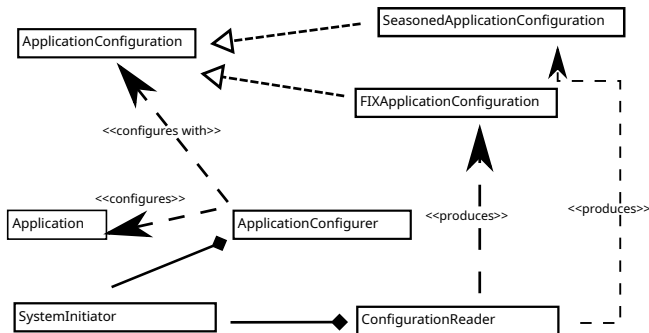 SeasonedApplicationConfiguration
ApplicationConfiguration
FIXApplicationConfiguration
<<configures with>>
<<configures>>
<<produces>>
<<produces>>
Application
ApplicationConfigurer
SystemInitiator
ConfigurationReader